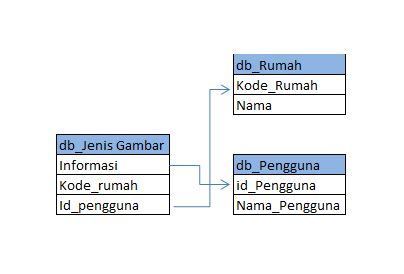 db_Rumah
Kode_Rumah
Nama
db_Jenis Gambar
Informasi
Kode_rumah
Id_pengguna
db_Pengguna
id_Pengguna
Nama_Pengguna